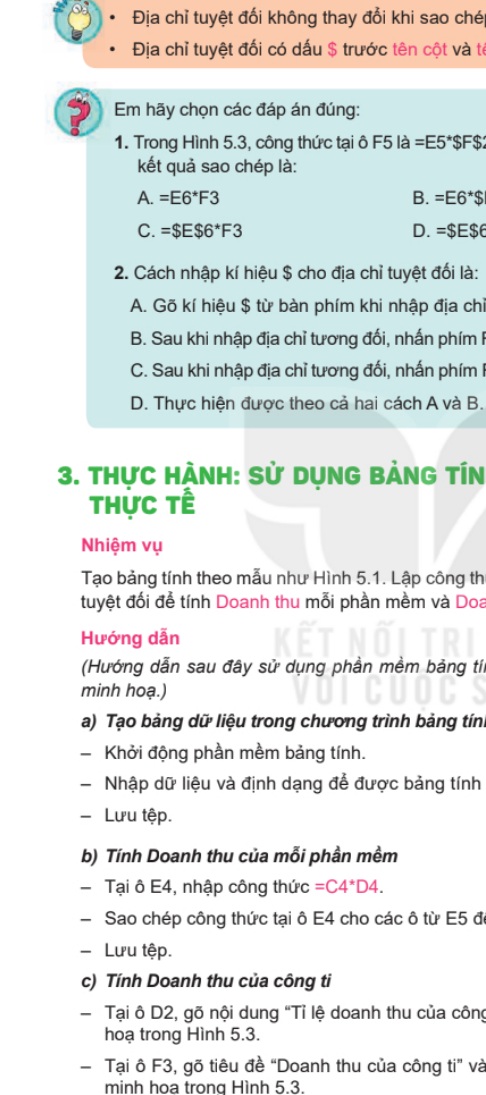 Địa chỉ tuyệt đối không thay đổi khi sao chép
• Địa chỉ tuyệt đối có dấu $ trước tên cột và
Em hãy chọn các đáp án đúng:
1. Trong Hình 5.3, công thức tại ô F5 là =E5*$F$2
kết quả sao chép là:
A. =E6*F3
B. =E6*$
C. =$E$6*F3
D. =$E$6
2. Cách nhập kí hiệu $ cho địa chỉ tuyệt đối là:
A. Gõ kí hiệu $ từ bàn phím khi nhập địa chỉ
B. Sau khi nhập địa chỉ tương đối, nhấn phím
C. Sau khi nhập địa chỉ tương đối, nhấn phím
D. Thực hiện được theo cả hai cách A và B.
3. THỰC HÀNH: SỬ DỤNG BẢNG TÍN
THỰC TẾ
Nhiệm vụ
Tạo bảng tính theo mẫu như Hình 5.1. Lập công
tuyệt đối để tính Doanh thu mỗi phần mềm và
Hướng dẫn
KẾT NỐI TRI
(Hướng dẫn sau đây sử dụng phần mềm bảng
minh hoạ.)
VỚI CUỘC
a) Tạo bảng dữ liệu trong chương trình bảng
– Khởi động phần mềm bảng tính.
– Nhập dữ liệu và định dạng để được bảng tính
– Lưu tệp.
b) Tính Doanh thu của mỗi phần mềm
– Tại ô E4, nhập công thức =C4*D4.
– Sao chép công thức tại ô E4 cho các ô từ E5
– Lưu tệp.
c) Tính Doanh thu của công ti
– Tại ô D2, gõ nội dung “Tỉ lệ doanh thu của công
hoạ trong Hình 5.3.
– Tại ô F3, gõ tiêu đề “Doanh thu của công ti” và
minh hoạ trong Hình 5.3.